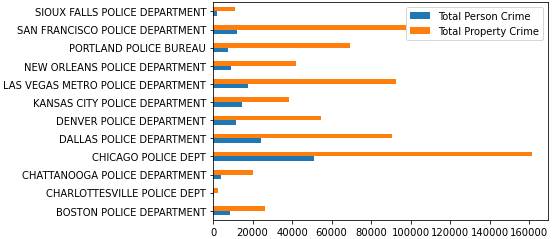 Total Person Crime
Total Property Crime
SIOUX FALLS POLICE DEPARTMENT
SAN FRANCISCO POLICE DEPARTMENT
PORTLAND POLICE BUREAU
NEW ORLEANS POLICE DEPARTMENT
LAS VEGAS METRO POLICE DEPARTMENT
KANSAS CITY POLICE DEPARTMENT
DENVER POLICE DEPARTMENT
DALLAS POLICE DEPARTMENT
CHICAGO POLICE DEPT
CHATTANOOGA POLICE DEPARTMENT
CHARLOTTESVILLE POLICE DEPT
BOSTON POLICE DEPARTMENT
0 20000 40000 60000 80000 100000 120000 140000 160000